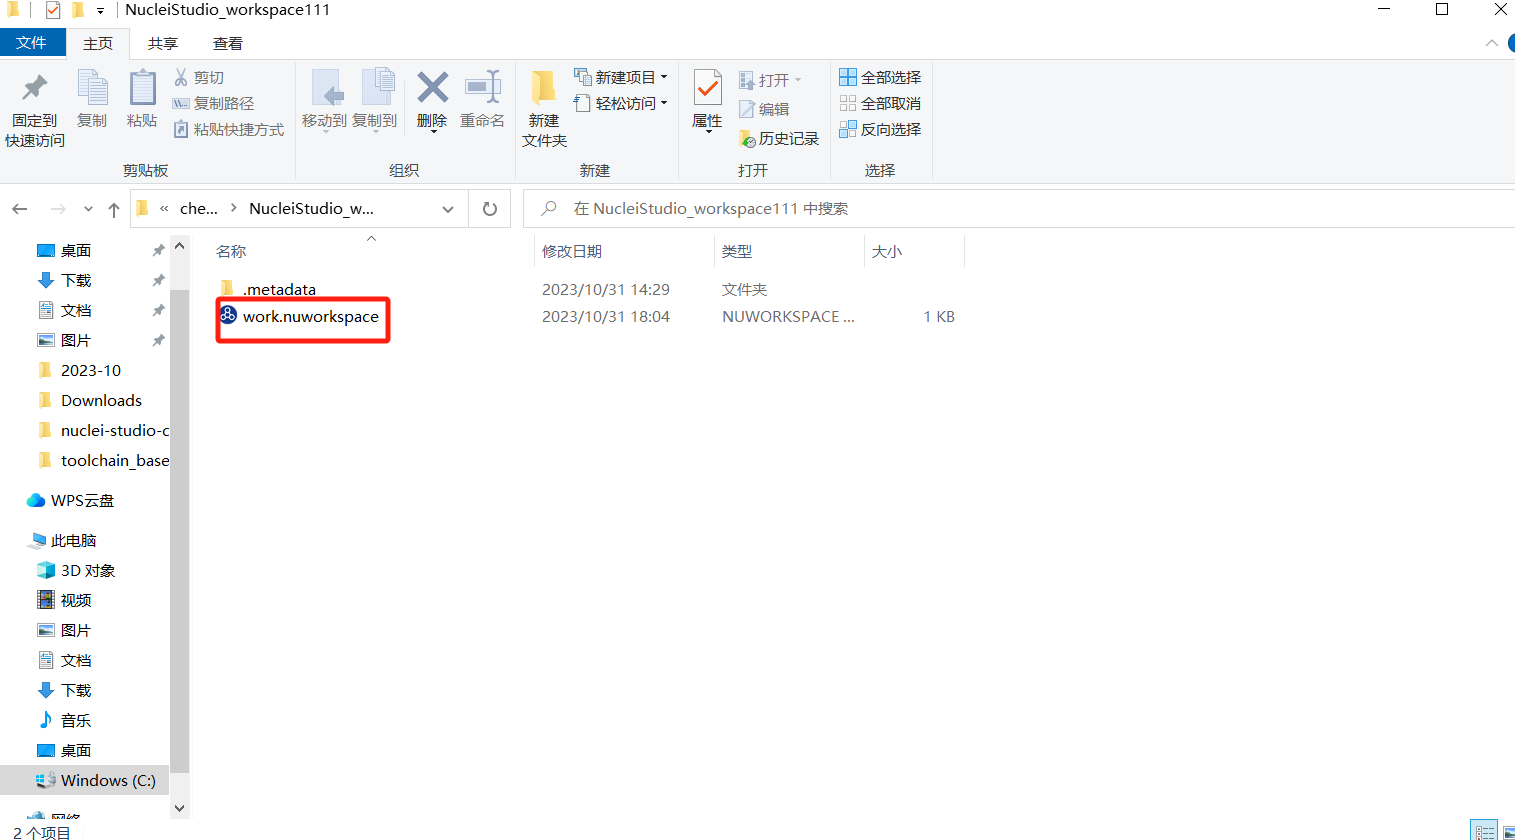 NucleiStudio_workspace111
文件 主页 共享 查看
固定到
快速访问
复制
粘贴
剪切
复制路径
粘贴快捷方式
剪贴板
移动到 复制到
删除 重命名
组织
新建
文件夹
新建项目
轻松访问
新建
属性
打开
编辑
历史记录
打开
全部选择
全部取消
反向选择
选择
« che... NucleiStudio_w...
在 NucleiStudio_workspace111 中搜索
名称 修改日期 类型 大小
.metadata 2023/10/31 14:29 文件夹
work.nuworkspace 2023/10/31 18:04 NUWORKSPACE ... 1 KB
桌面
下载
文档
图片
2023-10
Downloads
nuclei-studio-c
toolchain_base
WPS云盘
此电脑
3D 对象
视频
图片
文档
下载
音乐
桌面
Windows (C:)
网络
2 个项目